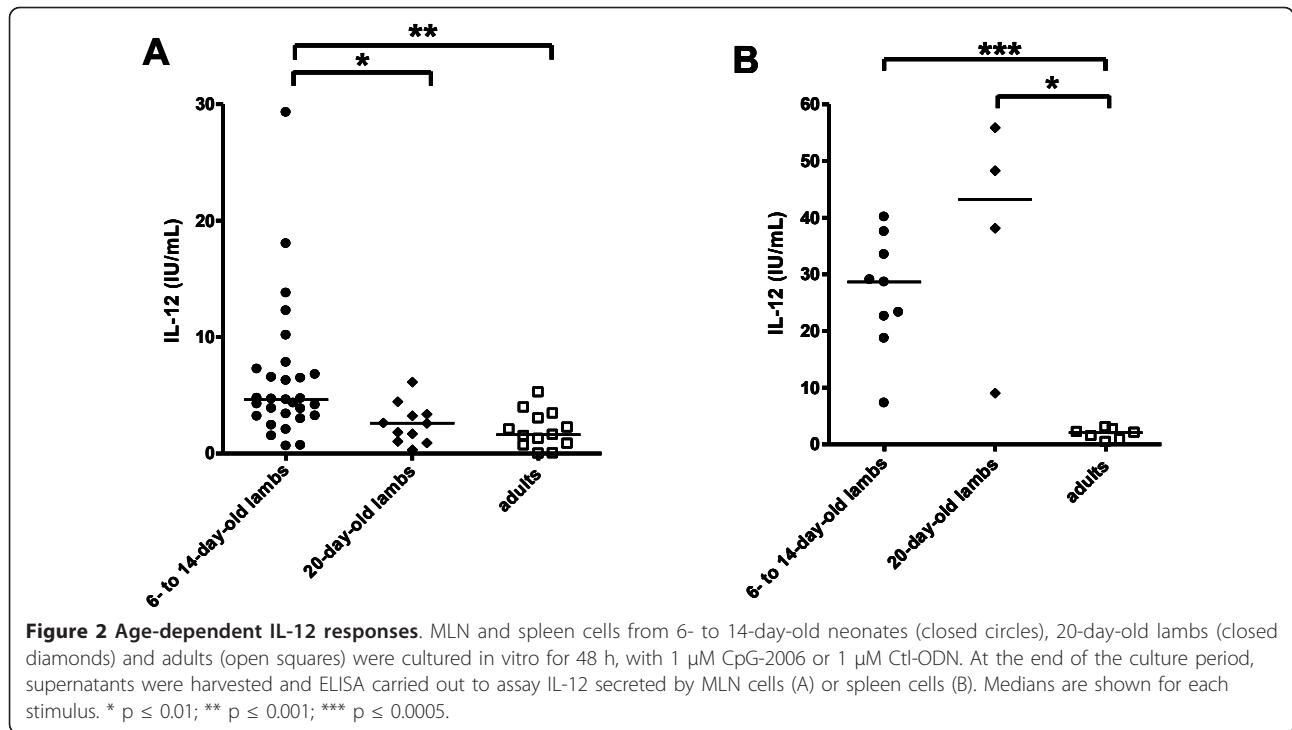 A
**
*
30
20
10
0
IL-12 (IU/mL)
6- to 14-day-old lambs
20-day-old lambs
adults
B
***
*
60
50
40
30
20
10
0
IL-12 (IU/mL)
6- to 14-day-old lambs
20-day-old lambs
adults
Figure 2 Age-dependent IL-12 responses. MLN and spleen cells from 6- to 14-day-old neonates (closed circles), 20-day-old lambs (closed
diamonds) and adults (open squares) were cultured in vitro for 48 h, with 1 μM CpG-2006 or 1 μM Ctl-ODN. At the end of the culture period,
supernatants were harvested and ELISA carried out to assay IL-12 secreted by MLN cells (A) or spleen cells (B). Medians are shown for each
stimulus. * p ≤ 0.01; ** p ≤ 0.001; *** p ≤ 0.0005.